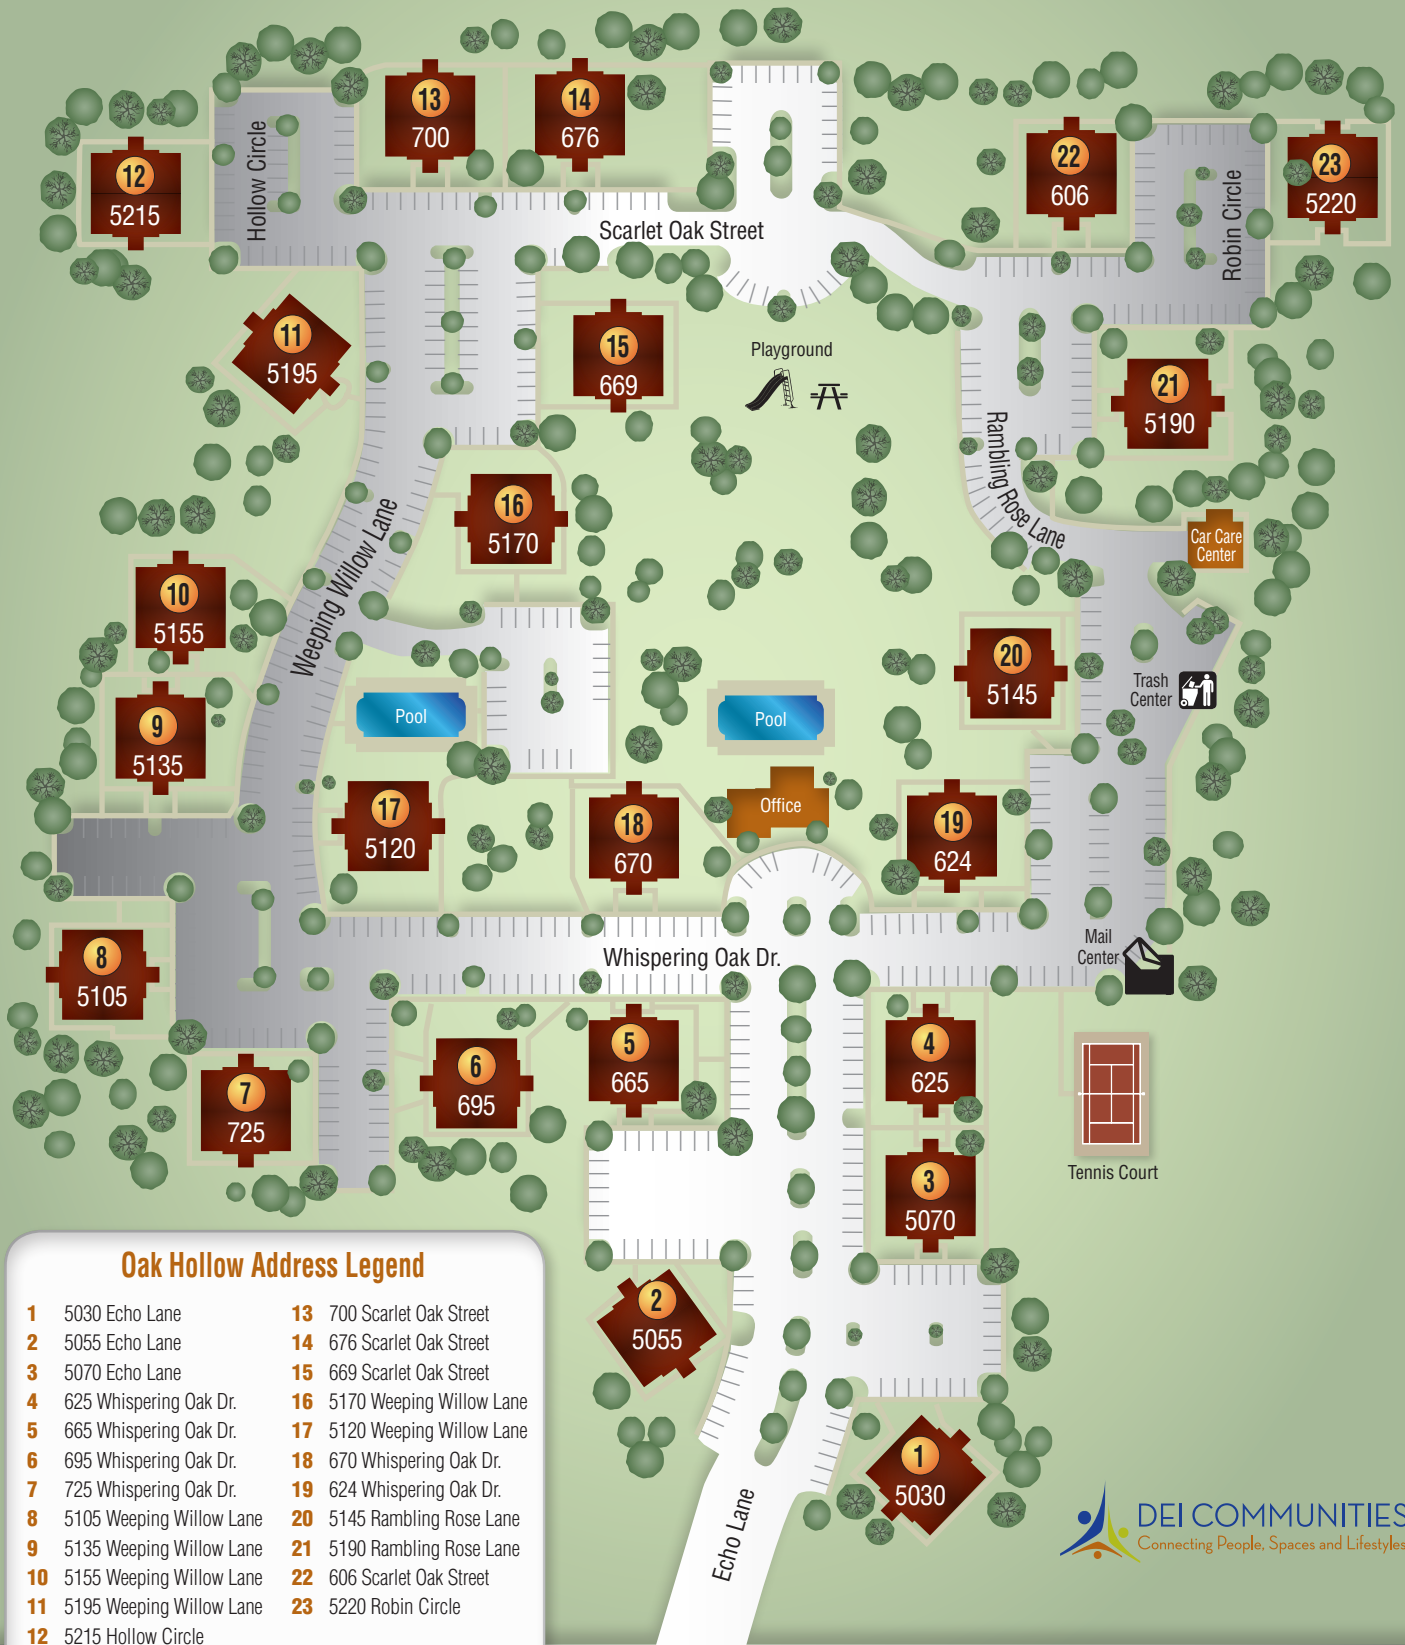 13
700
14
676
Hollow Circle
12
5215
22
606
23
5220
Robin Circle
Scarlet Oak Street
11
5195
15
669
Playground
21
5190
Rambling Rose Lane
16
5170
Weeping Willow Lane
Car Care
Center
10
5155
20
5145
Trash
Center
9
5135
Pool
Pool
17
5120
18
670
Office
19
624
8
5105
Whispering Oak Dr.
Mail
Center
7
725
6
695
5
665
4
625
3
5070
Tennis Court
2
5055
1
5030
Echo Lane
Oak Hollow Address Legend
1 5030 Echo Lane
2 5055 Echo Lane
3 5070 Echo Lane
4 625 Whispering Oak Dr.
5 665 Whispering Oak Dr.
6 695 Whispering Oak Dr.
7 725 Whispering Oak Dr.
8 5105 Weeping Willow Lane
9 5135 Weeping Willow Lane
10 5155 Weeping Willow Lane
11 5195 Weeping Willow Lane
12 5215 Hollow Circle
13 700 Scarlet Oak Street
14 676 Scarlet Oak Street
15 669 Scarlet Oak Street
16 5170 Weeping Willow Lane
17 5120 Weeping Willow Lane
18 670 Whispering Oak Dr.
19 624 Whispering Oak Dr.
20 5145 Rambling Rose Lane
21 5190 Rambling Rose Lane
22 606 Scarlet Oak Street
23 5220 Robin Circle
DEI COMMUNITIES
Connecting People, Spaces and Lifestyles